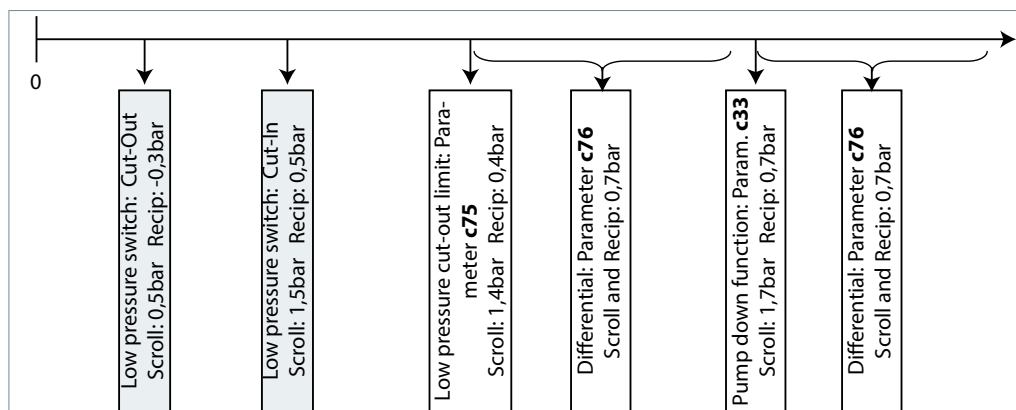 0
Low pressure switch: Cut-Out
Scroll: 0,5bar Recip: -0,3bar
Low pressure switch: Cut-In
Scroll: 1,5bar Recip: 0,5bar
Low pressure cut-out limit: Para-
meter c75
Scroll: 1,4bar Recip: 0,4bar
Differential: Parameter c76
Scroll and Recip: 0,7bar
Pump down function: Param. c33
Scroll: 1,7bar Recip: 0,7bar
Differential: Parameter c76
Scroll and Recip: 0,7bar